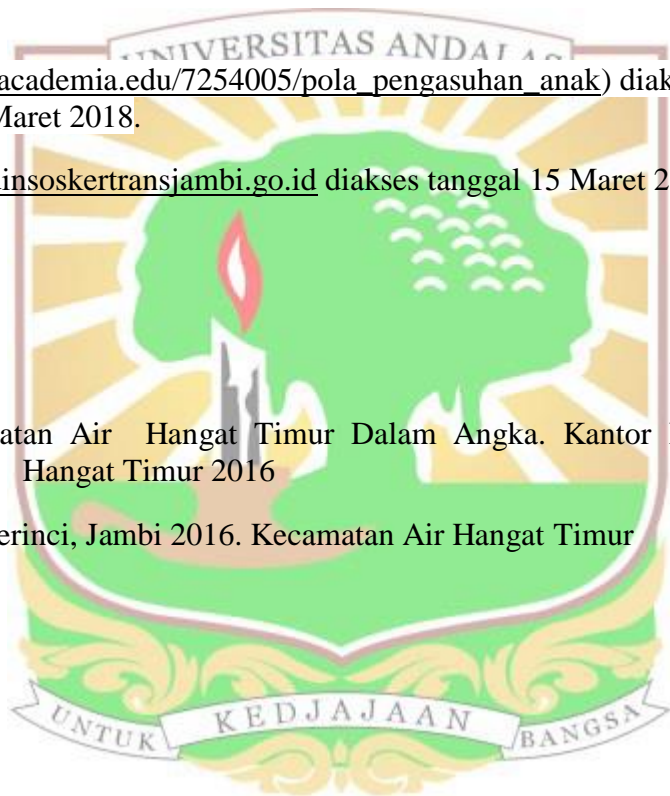 UNIVERSITAS ANDALAS
academia.edu/7254005/pola_pengasuhan_anak) diak
Maret 2018.
insoskertransjambi.go.id diakses tanggal 15 Maret 2
atan Air Hangat Timur Dalam Angka. Kantor
Hangat Timur 2016
erinci, Jambi 2016. Kecamatan Air Hangat Timur
UNTUK KEDJAJAAN BANGSA